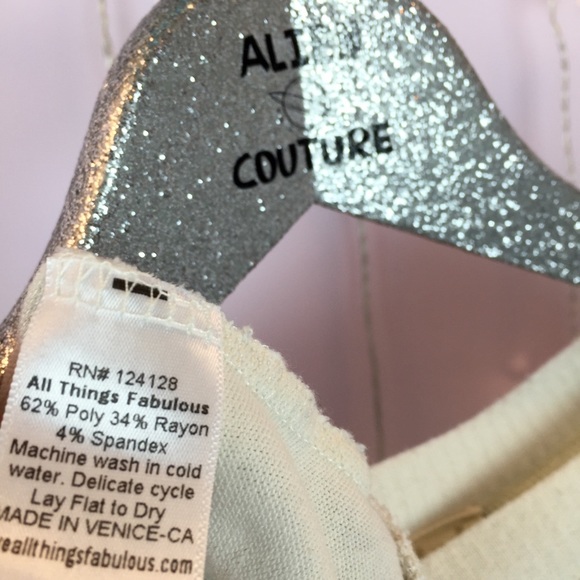 COUTURE
RN# 124128
All Things Fabulous
62% Poly 34% Rayon
4% Spandex
Machine wash in cold
water. Delicate cycle
Lay Flat to Dry
MADE IN VENICE-CA
eallthingsfabulous.com